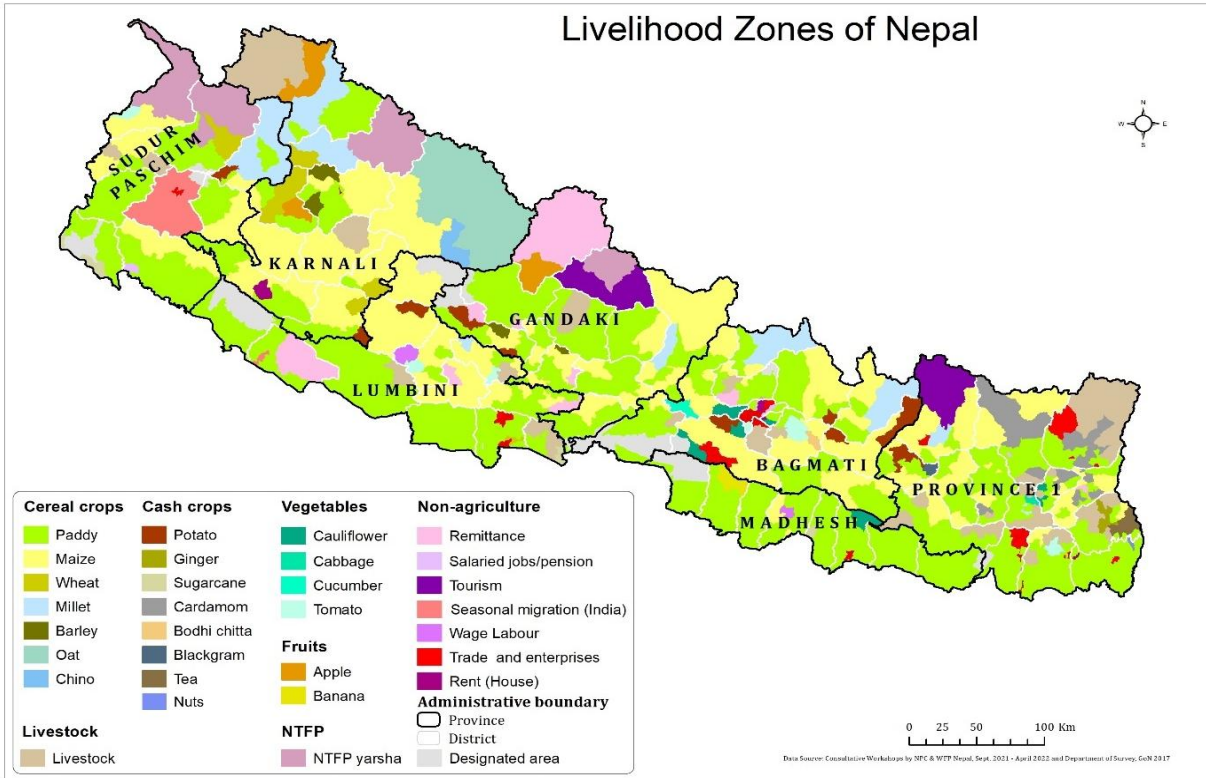 Livelihood Zones of Nepal
N
W E
S
SUDUR
PASCHIM
KARNALI
GANDAKI
LUMBINI
BAGMATI
PROVINCE 1
MADHESH
Cereal crops
Paddy
Maize
Wheat
Millet
Barley
Oat
Chino
Livestock
Livestock
Cash crops
Potato
Ginger
Sugarcane
Cardamom
Bodhi chitta
Blackgram
Tea
Nuts
Vegetables
Cauliflower
Cabbage
Cucumber
Tomato
Fruits
Apple
Banana
NTFP
NTFP yarsha
Non-agriculture
Remittance
Salaried jobs/pension
Tourism
Seasonal migration (India)
Wage Labour
Trade and enterprises
Rent (House)
Administrative boundary
Province
District
Designated area
0 25 50 100 Km
Data Source: Consultative Workshops by NPC & WFP Nepal, Sept. 2021 - April 2022 and Department of Survey, GoN 2017